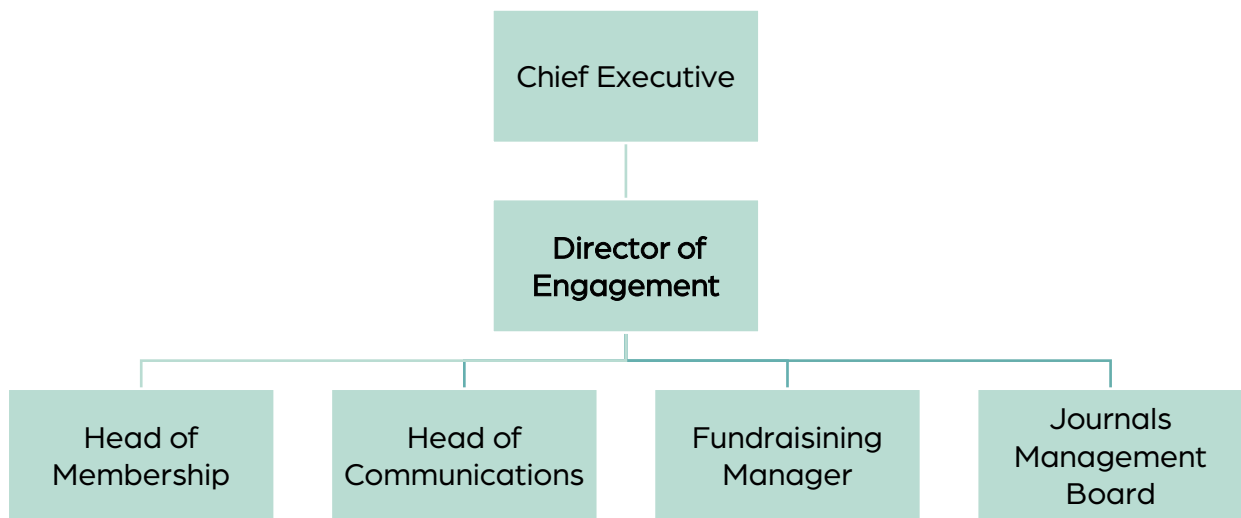 Chief Executive
Director of
Engagement
Head of
Membership
Head of
Communications
Fundraisining
Manager
Journals
Management
Board